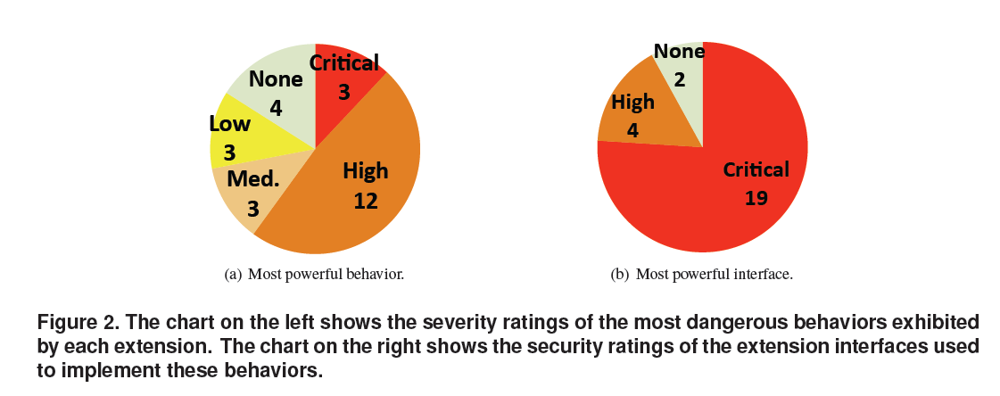 Critical
3
None
4
Low
3
Med.
3
High
12
(a) Most powerful behavior.
None
2
High
4
Critical
19
(b) Most powerful interface.
Figure 2. The chart on the left shows the severity ratings of the most dangerous behaviors exhibited
by each extension. The chart on the right shows the security ratings of the extension interfaces used
to implement these behaviors.